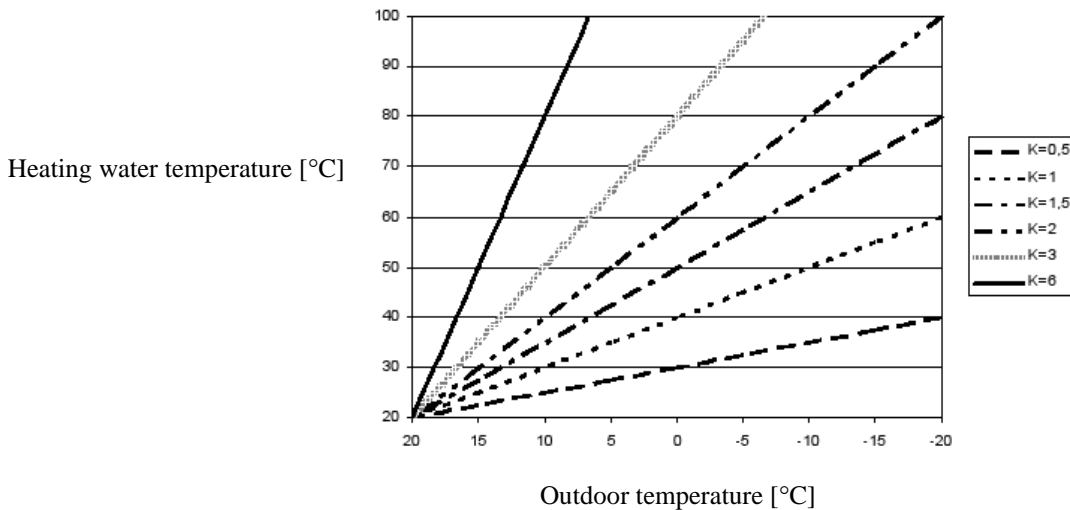 100
90
80
70
60
50
40
30
20
Heating water temperature [°C]
20 15 10 5 0 -5 -10 -15 -20
Outdoor temperature [°C]
K=0,5
K=1
K=1,5
K=2
K=3
K=6